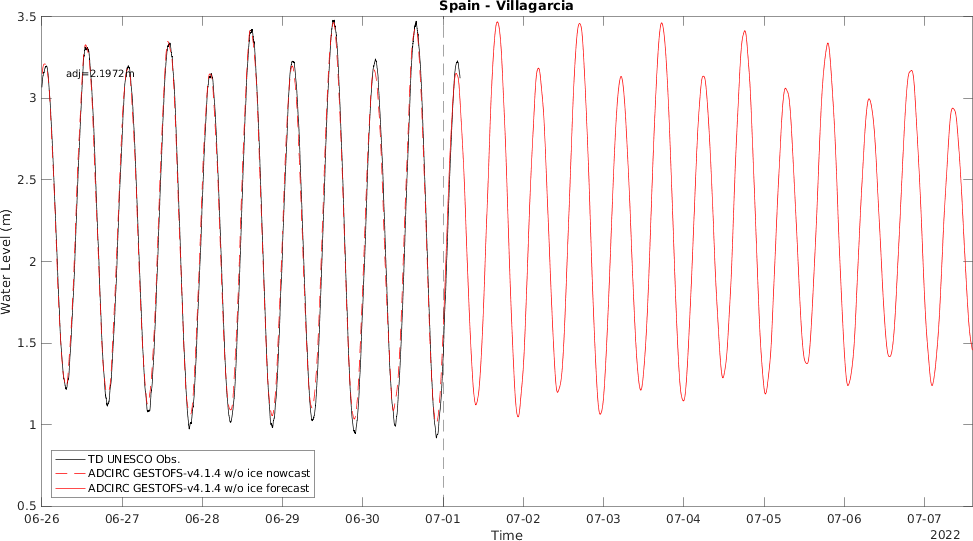 Spain - Villagarcia
3.5
adj=2.1972m
3
2.5
Water Level (m)
2
1.5
1
TD UNESCO Obs.
ADCIRC GESTOFS-v4.1.4 w/o ice nowcast
ADCIRC GESTOFS-v4.1.4 w/o ice forecast
0.5
06-26 06-27 06-28 06-29 06-30 07-01 07-02 07-03 07-04 07-05 07-06 07-07
Time
2022